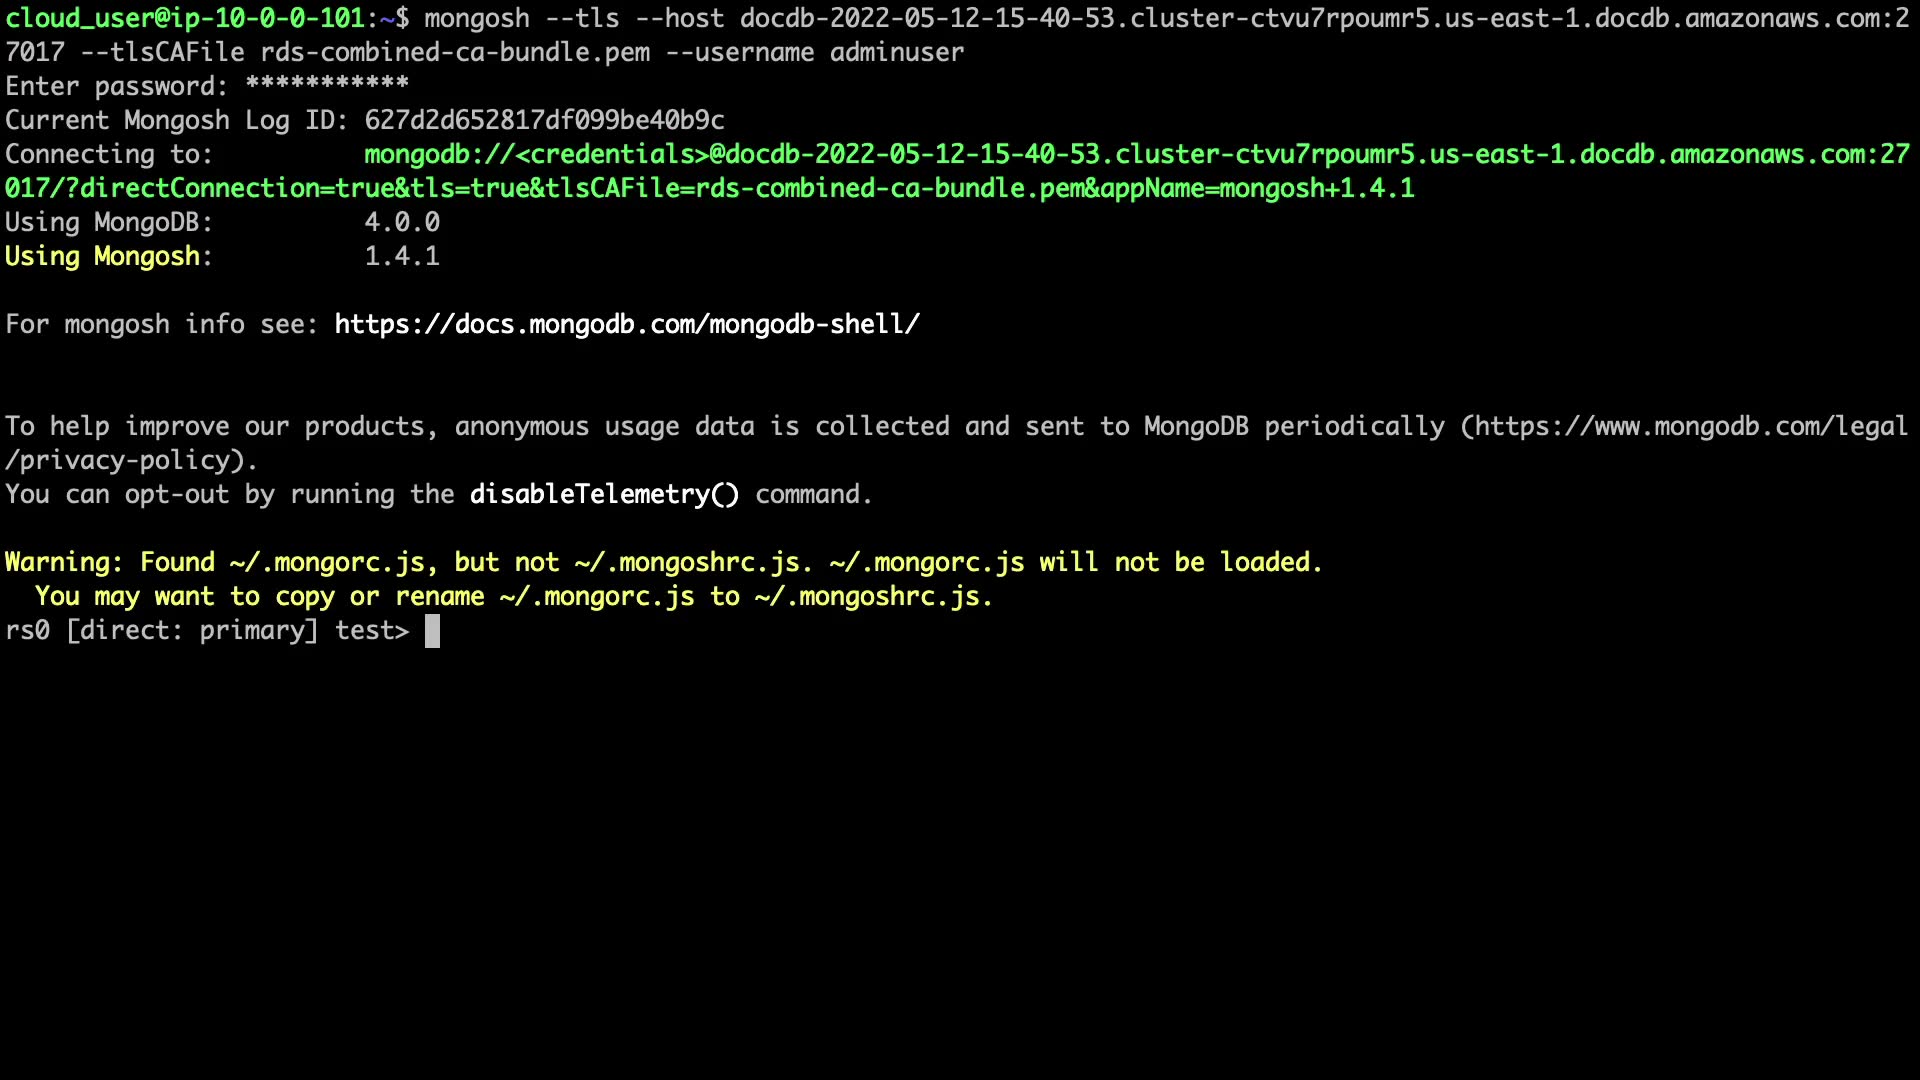 cloud_user@ip-10-0-0-101:~$ mongosh --tls --host docdb-2022-05-12-15-40-53.cluster-ctvu7rpoumr5.us-east-1.docdb.amazonaws.com:2
7017 --tlsCAFile rds-combined-ca-bundle.pem --username adminuser
Enter password: ***********
Current Mongosh Log ID: 627d2d652817df099be40b9c
Connecting to:          mongodb://<credentials>@docdb-2022-05-12-15-40-53.cluster-ctvu7rpoumr5.us-east-1.docdb.amazonaws.com:27
017/?directConnection=true&tls=true&tlsCAFile=rds-combined-ca-bundle.pem&appName=mongosh+1.4.1
Using MongoDB:          4.0.0
Using Mongosh:          1.4.1
For mongosh info see: https://docs.mongodb.com/mongodb-shell/
To help improve our products, anonymous usage data is collected and sent to MongoDB periodically (https://www.mongodb.com/legal
/privacy-policy).
You can opt-out by running the disableTelemetry() command.
Warning: Found ~/.mongorc.js, but not ~/.mongoshrc.js. ~/.mongorc.js will not be loaded.
  You may want to copy or rename ~/.mongorc.js to ~/.mongoshrc.js.
rs0 [direct: primary] test>